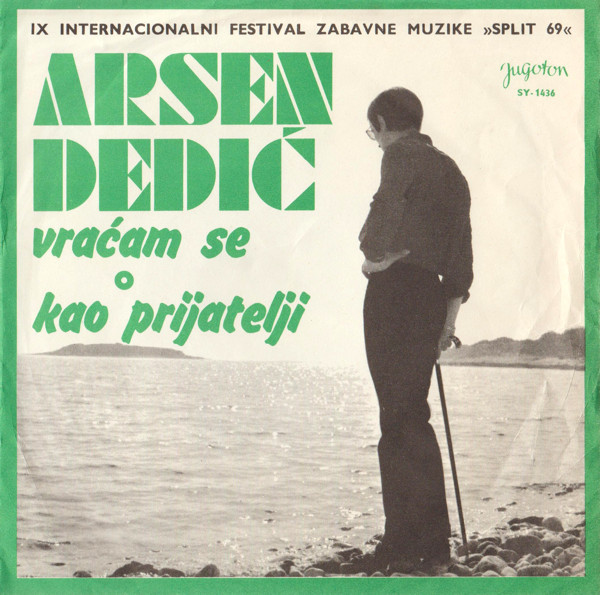 IX INTERNACIONALNI FESTIVAL ZABAVNE MUZIKE »SPLIT 69«
Jugoton
SY-1436
ARSEN
DEDIĆ
vraćam se
kao prijatelji